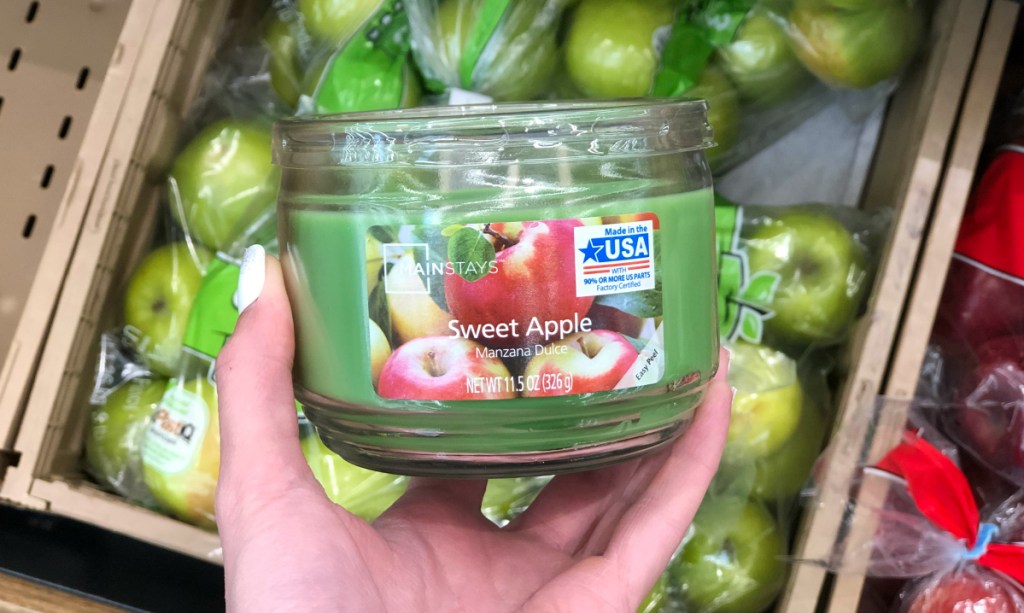 MAINSTAYS
Made in the
USA
WITH
90% OR MORE US PARTS
Factory Certified
Sweet Apple
Manzana Dulce
NET WT 11.5 OZ (326 g)
Easy Peel